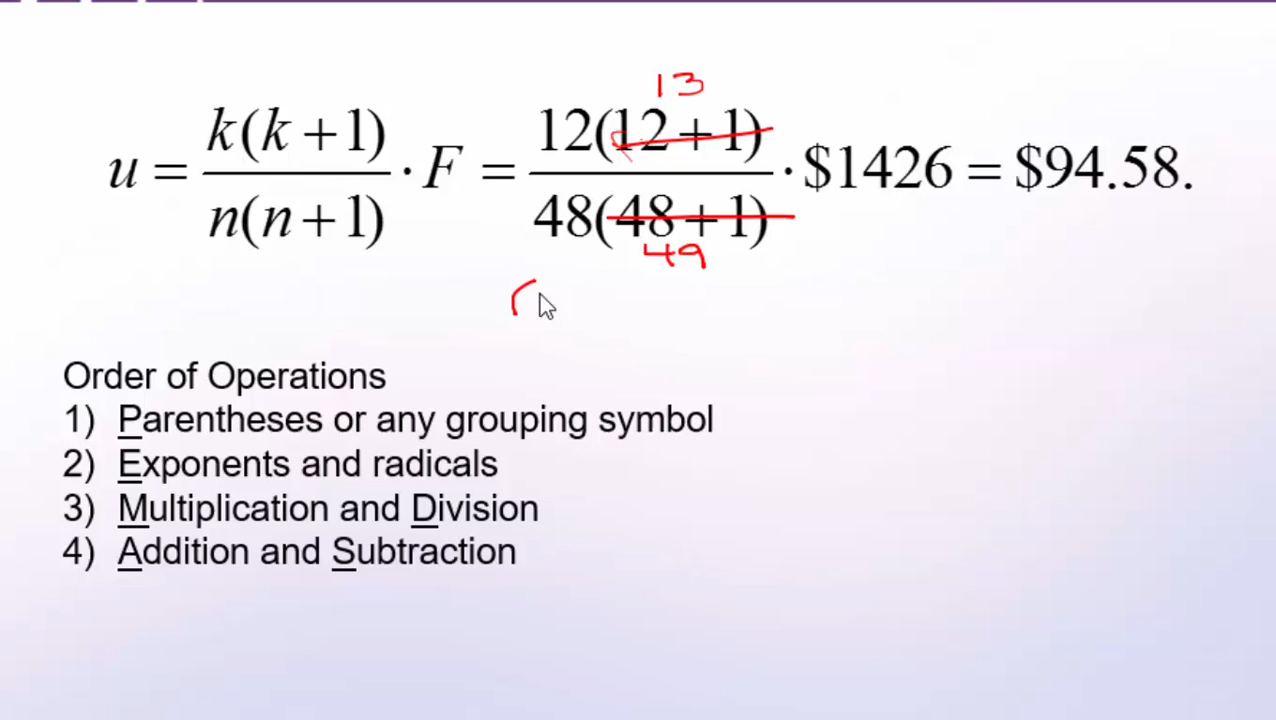 13
u = k(k + 1) / n(n + 1) · F = 12(12 + 1) / 48(48 + 1) · $1426 = $94.58.
49
(
Order of Operations
1) Parentheses or any grouping symbol
2) Exponents and radicals
3) Multiplication and Division
4) Addition and Subtraction